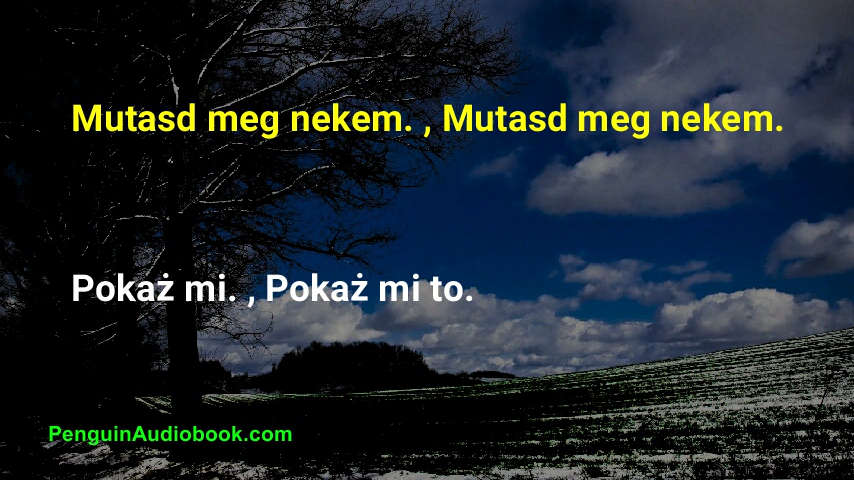 Mutasd meg nekem. , Mutasd meg nekem.
Pokaż mi. , Pokaż mi to.
PenguinAudiobook.com